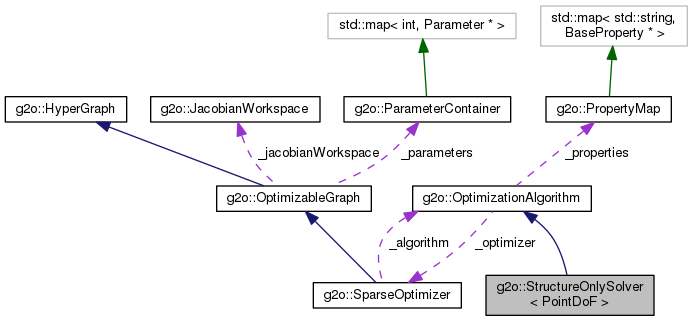 std::map< int, Parameter * >
std::map< std::string,
BaseProperty * >
g2o::HyperGraph
g2o::JacobianWorkspace
g2o::ParameterContainer
g2o::PropertyMap
_jacobianWorkspace
_parameters
_properties
g2o::OptimizableGraph
g2o::OptimizationAlgorithm
_algorithm
_optimizer
g2o::SparseOptimizer
g2o::StructureOnlySolver
< PointDoF >